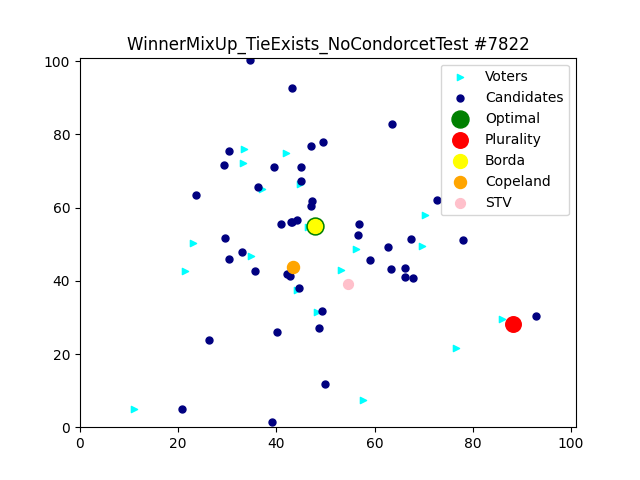 WinnerMixUp_TieExists_NoCondorcetTest #7822
100
80
60
40
20
0
0 20 40 60 80 100
Voters
Candidates
Optimal
Plurality
Borda
Copeland
STV